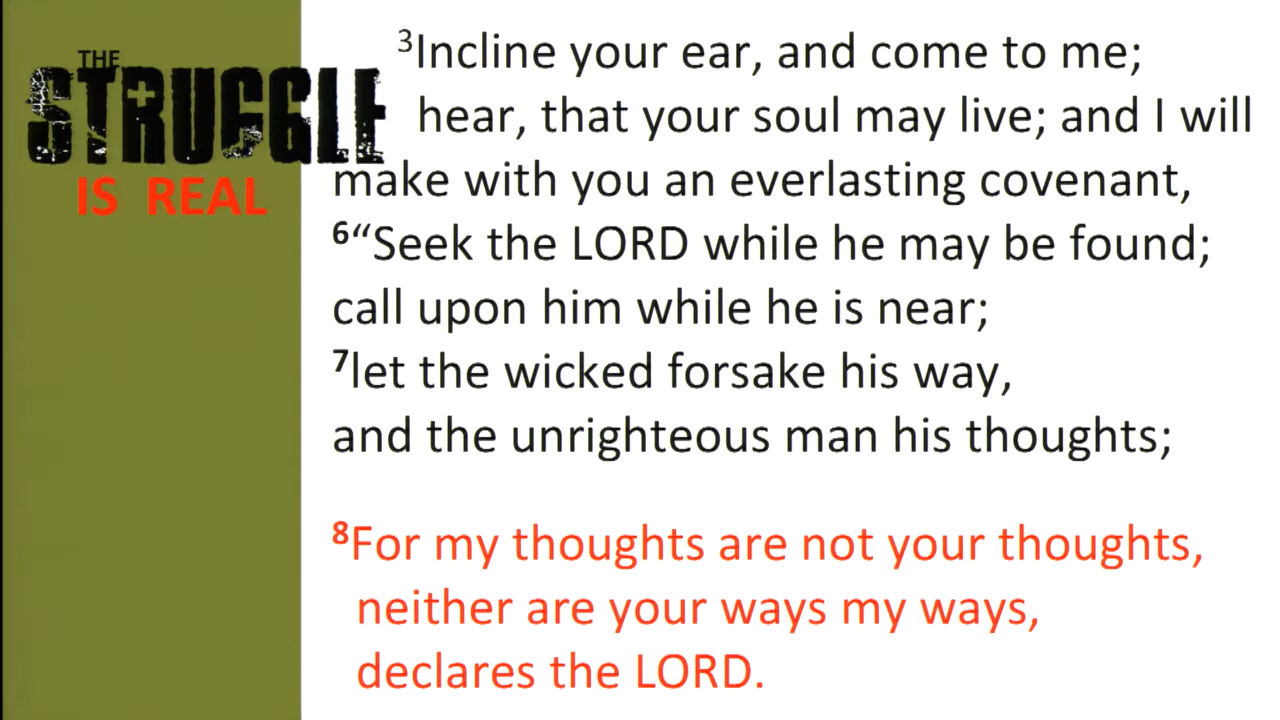 THE
STRUGGLE
IS REAL
³Incline your ear, and come to me;
hear, that your soul may live; and I will
make with you an everlasting covenant,
⁶“Seek the LORD while he may be found;
call upon him while he is near;
⁷let the wicked forsake his way,
and the unrighteous man his thoughts;
⁸For my thoughts are not your thoughts,
neither are your ways my ways,
declares the LORD.